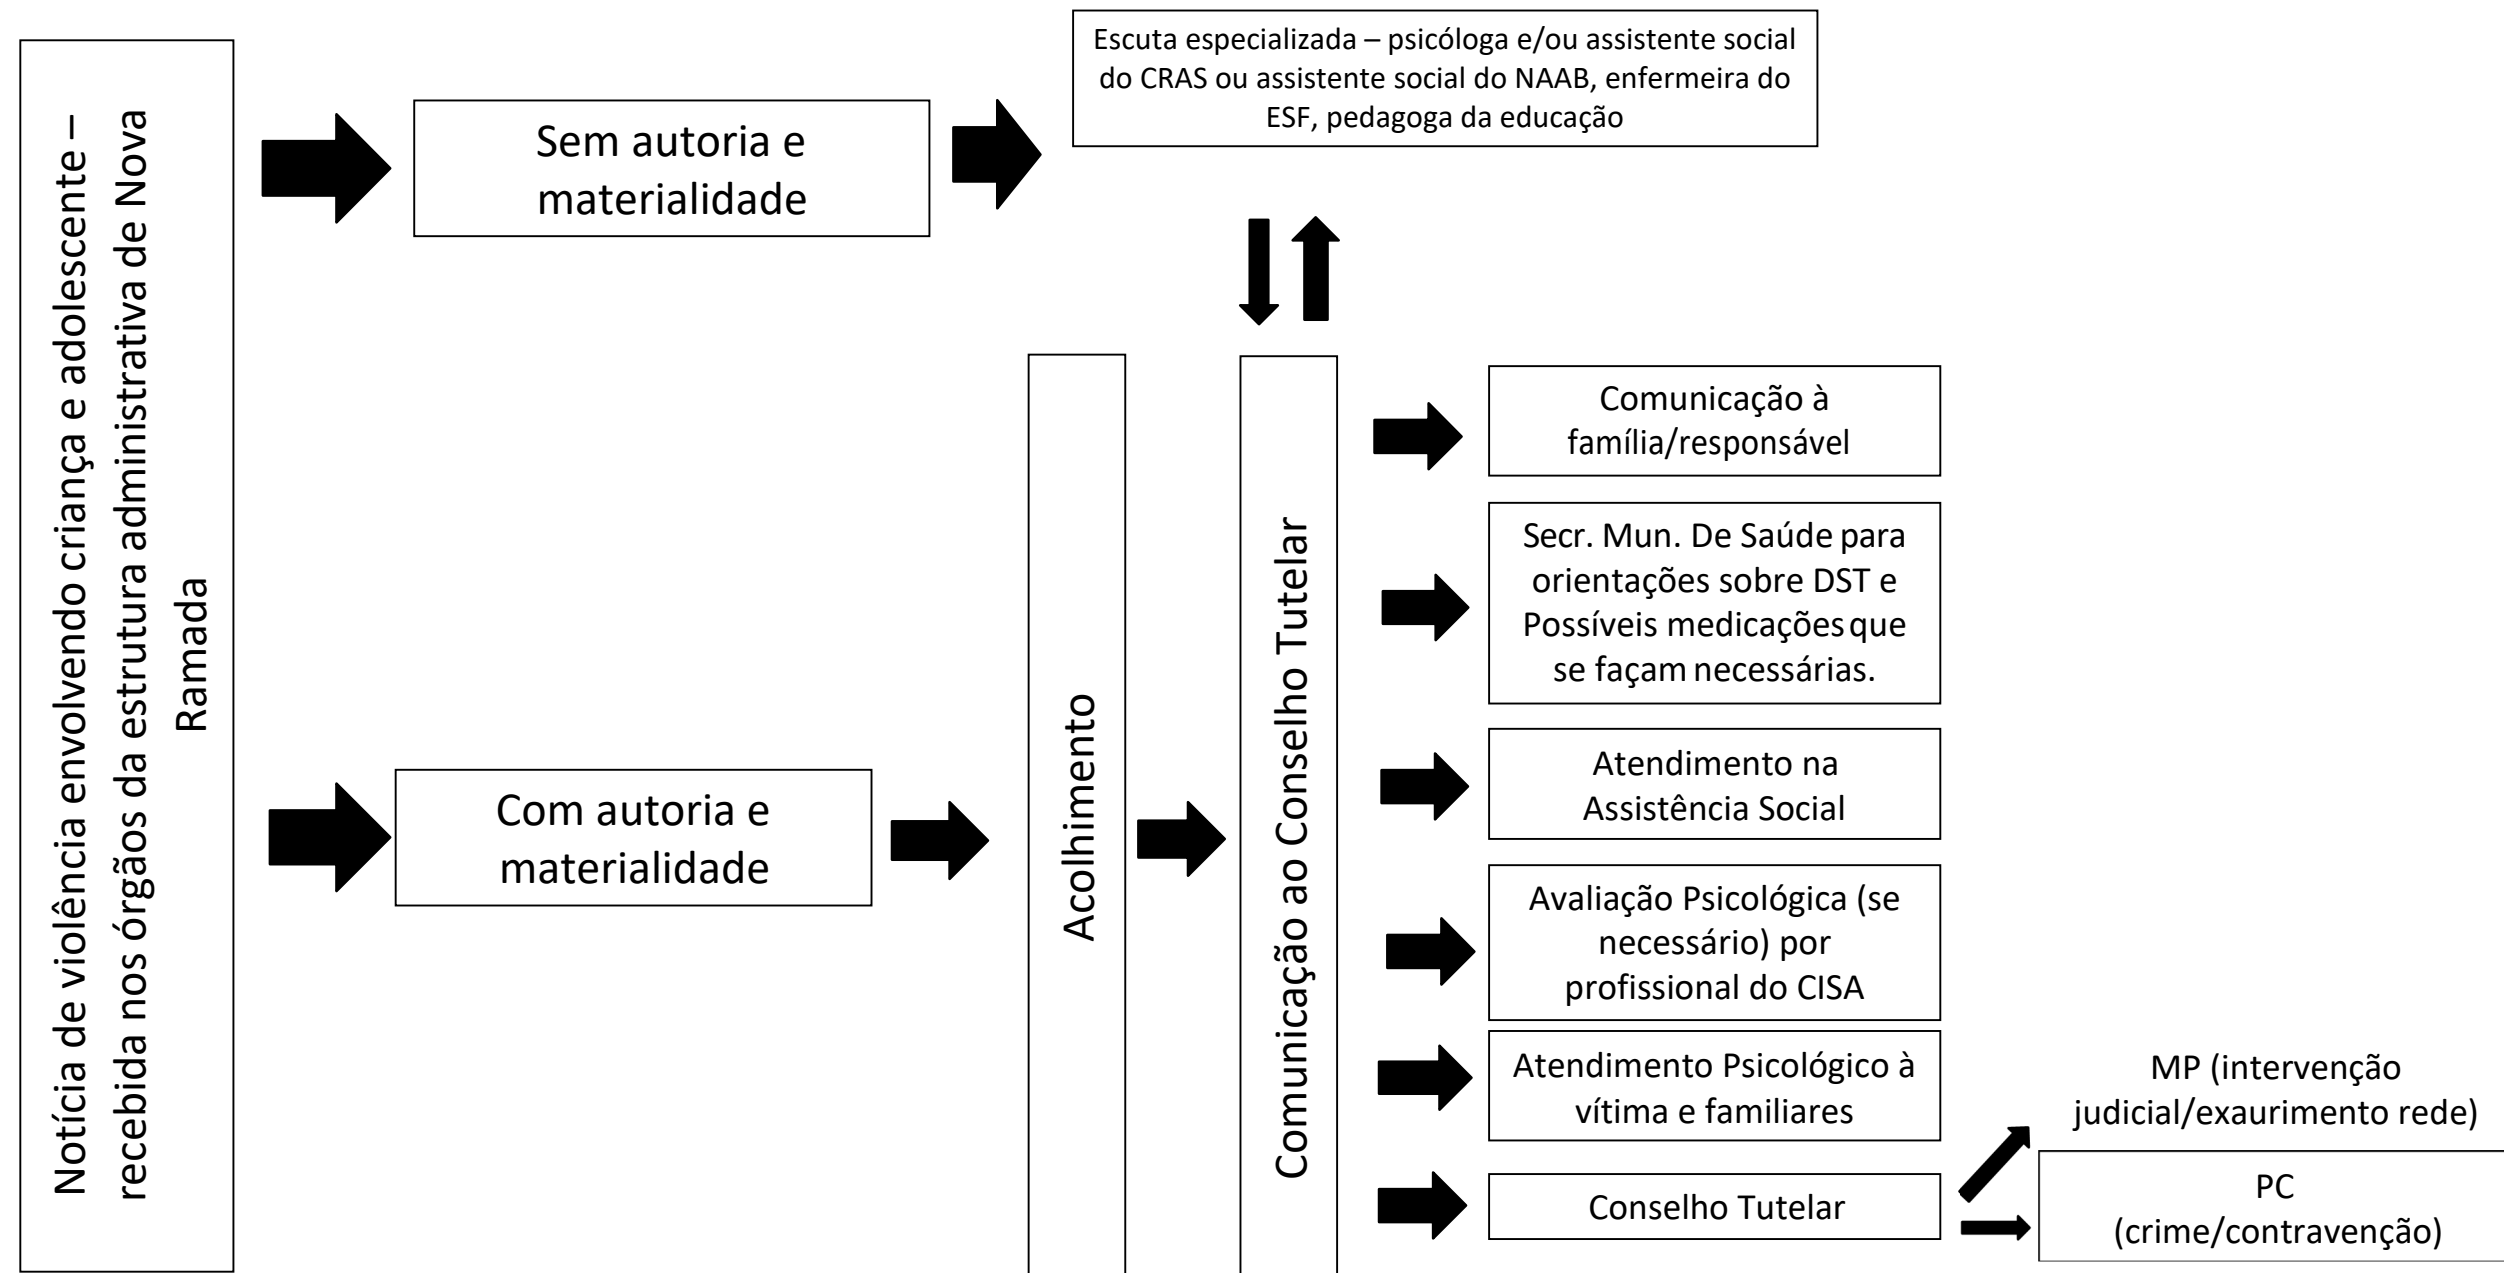 Notícia de violência envolvendo criança e adolescente –
recebida nos órgãos da estrutura administrativa de Nova
Ramada
Sem autoria e
materialidade
Escuta especializada – psicóloga e/ou assistente social
do CRAS ou assistente social do NAAB, enfermeira do
ESF, pedagoga da educação
Com autoria e
materialidade
Acolhimento
Comunicação ao Conselho Tutelar
Comunicação à
família/responsável
Secr. Mun. De Saúde para
orientações sobre DST e
Possíveis medicações que
se façam necessárias.
Atendimento na
Assistência Social
Avaliação Psicológica (se
necessário) por
profissional do CISA
Atendimento Psicológico à
vítima e familiares
Conselho Tutelar
MP (intervenção
judicial/exaurimento rede)
PC
(crime/contravenção)